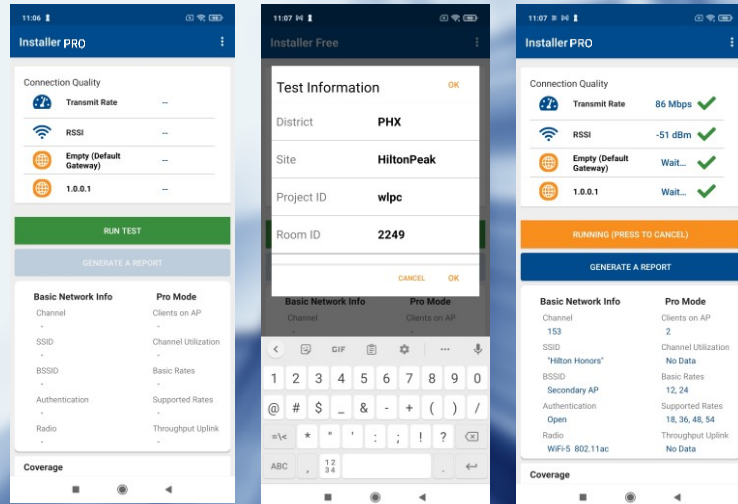 11:06
Installer PRO
Connection Quality
Transmit Rate --
RSSI --
Empty (Default
Gateway) --
1.0.0.1 --
RUN TEST
GENERATE A REPORT
Basic Network Info Pro Mode
Channel Clients on AP
- -
SSID Channel Utilization
- -
BSSID Basic Rates
- -
Authentication Supported Rates
- -
Radio Throughput Uplink
- -
Coverage
11:07
Installer Free
Test Information OK
District PHX
Site HiltonPeak
Project ID wlpc
Room ID 2249
CANCEL OK
Basic Network Info Pro Mode
Channel Clients on AP
GIF
1 2 3 4 5 6 7 8 9 0
@ # $ _ & - + ( ) /
=\< * " ' : ; ! ?
ABC , 12 .
34
11:07
Installer PRO
Connection Quality
Transmit Rate 86 Mbps
RSSI -51 dBm
Empty (Default
Gateway) Wait...
1.0.0.1 Wait...
RUNNING (PRESS TO CANCEL)
GENERATE A REPORT
Basic Network Info Pro Mode
Channel Clients on AP
153 2
SSID Channel Utilization
"Hilton Honors" No Data
BSSID Basic Rates
Secondary AP 12, 24
Authentication Supported Rates
Open 18, 36, 48, 54
Radio Throughput Uplink
WiFi-5 802.11ac No Data
Coverage